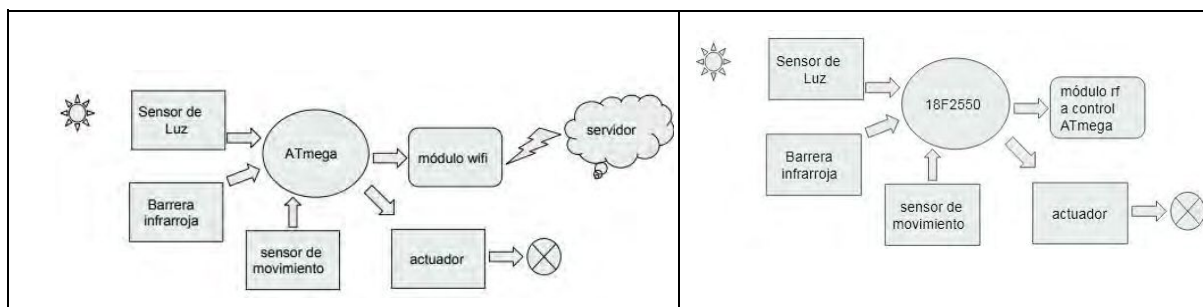 Sensor de
Luz
Barrera
infrarroja
ATmega
sensor de
movimiento
módulo wifi
actuador
servidor
Sensor de
Luz
Barrera
infrarroja
18F2550
sensor de
movimiento
módulo rf
a control
ATmega
actuador